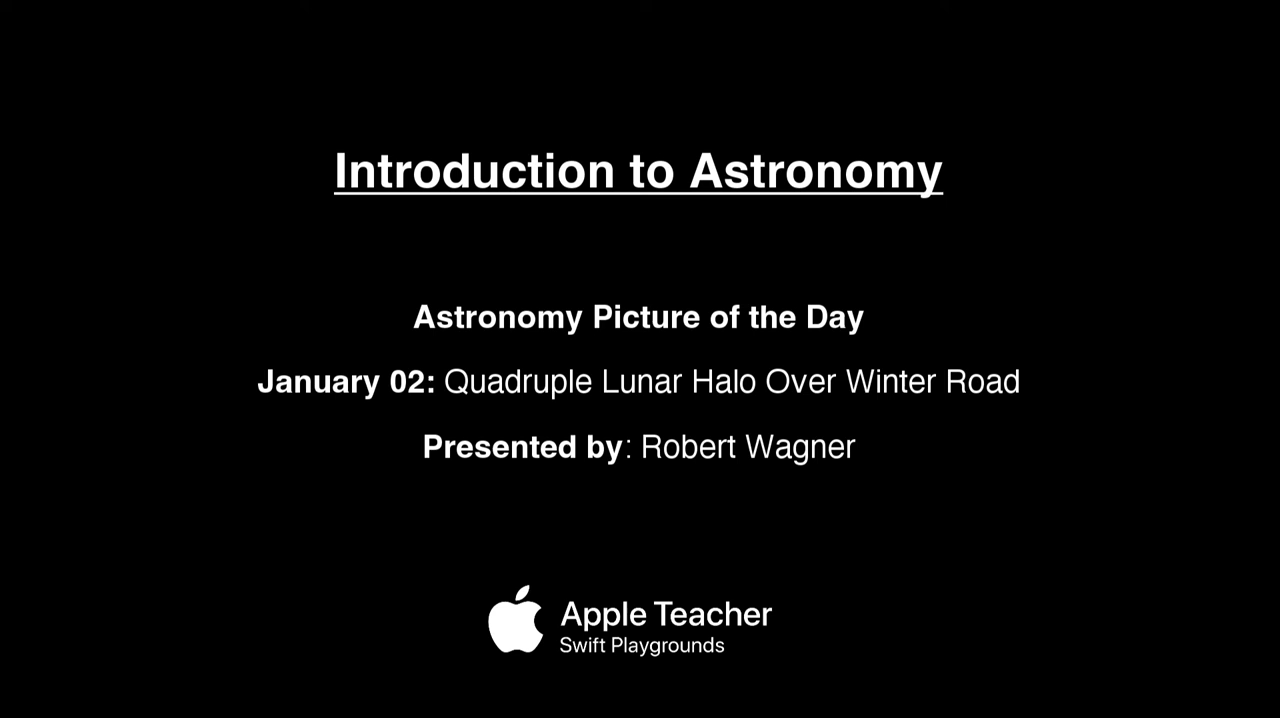 Introduction to Astronomy
Astronomy Picture of the Day
January 02: Quadruple Lunar Halo Over Winter Road
Presented by: Robert Wagner
Apple Teacher
Swift Playgrounds